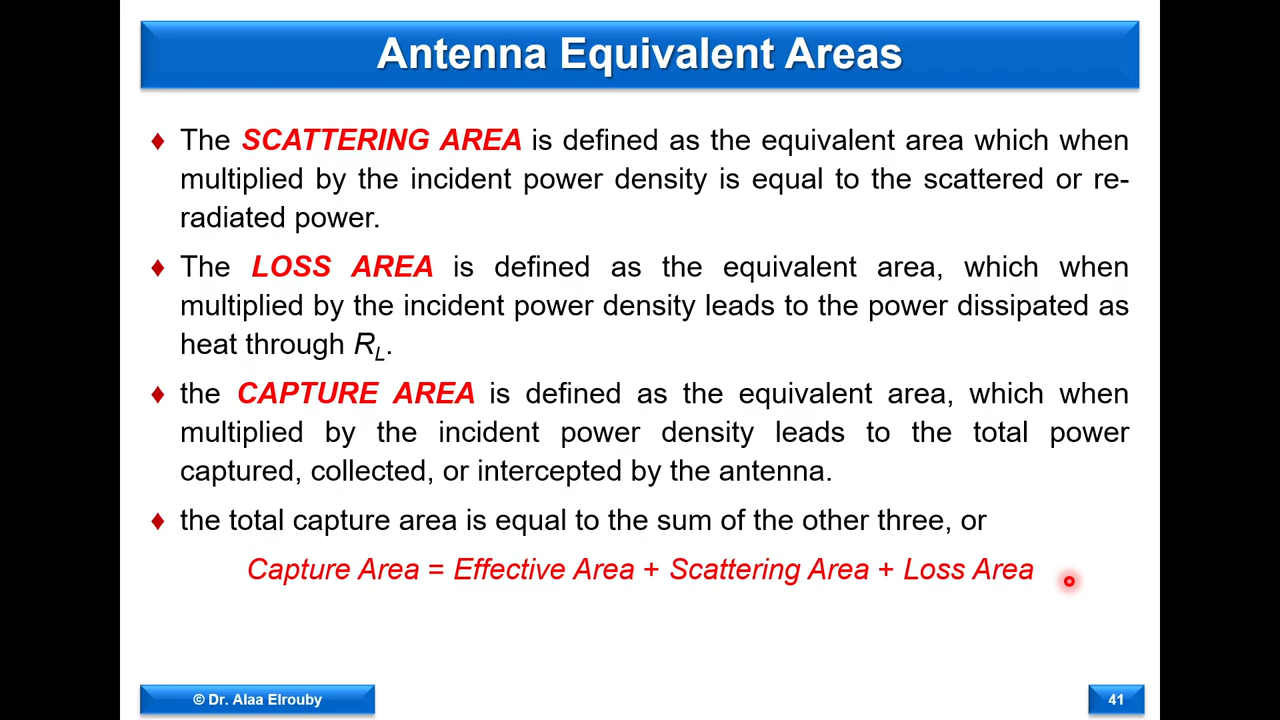 Antenna Equivalent Areas
♦ The SCATTERING AREA is defined as the equivalent area which when
multiplied by the incident power density is equal to the scattered or re-
radiated power.
♦ The LOSS AREA is defined as the equivalent area, which when
multiplied by the incident power density leads to the power dissipated as
heat through R_L.
♦ the CAPTURE AREA is defined as the equivalent area, which when
multiplied by the incident power density leads to the total power
captured, collected, or intercepted by the antenna.
♦ the total capture area is equal to the sum of the other three, or
Capture Area = Effective Area + Scattering Area + Loss Area
© Dr. Alaa Elrouby
41